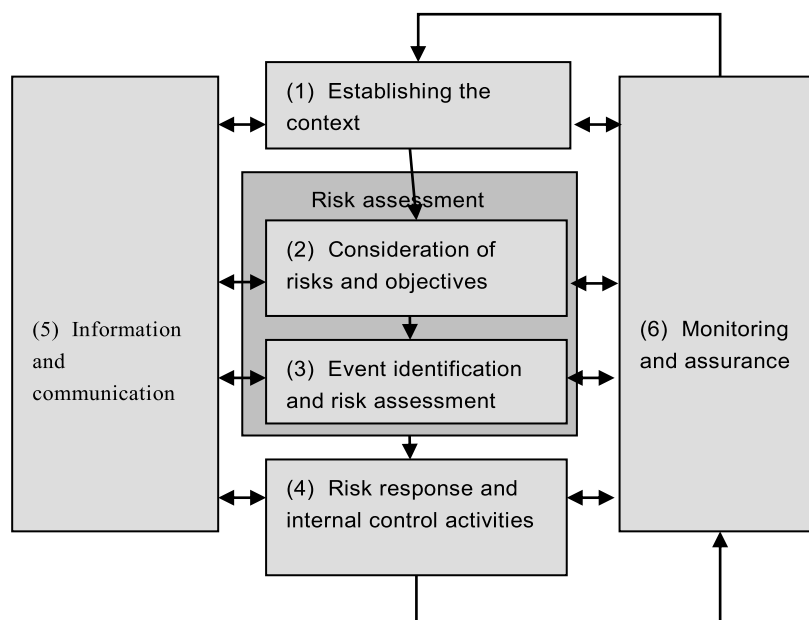 (1) Establishing the
context
Risk assessment
(2) Consideration of
risks and objectives
(5) Information
and
communication
(6) Monitoring
and assurance
(3) Event identification
and risk assessment
(4) Risk response and
internal control activities